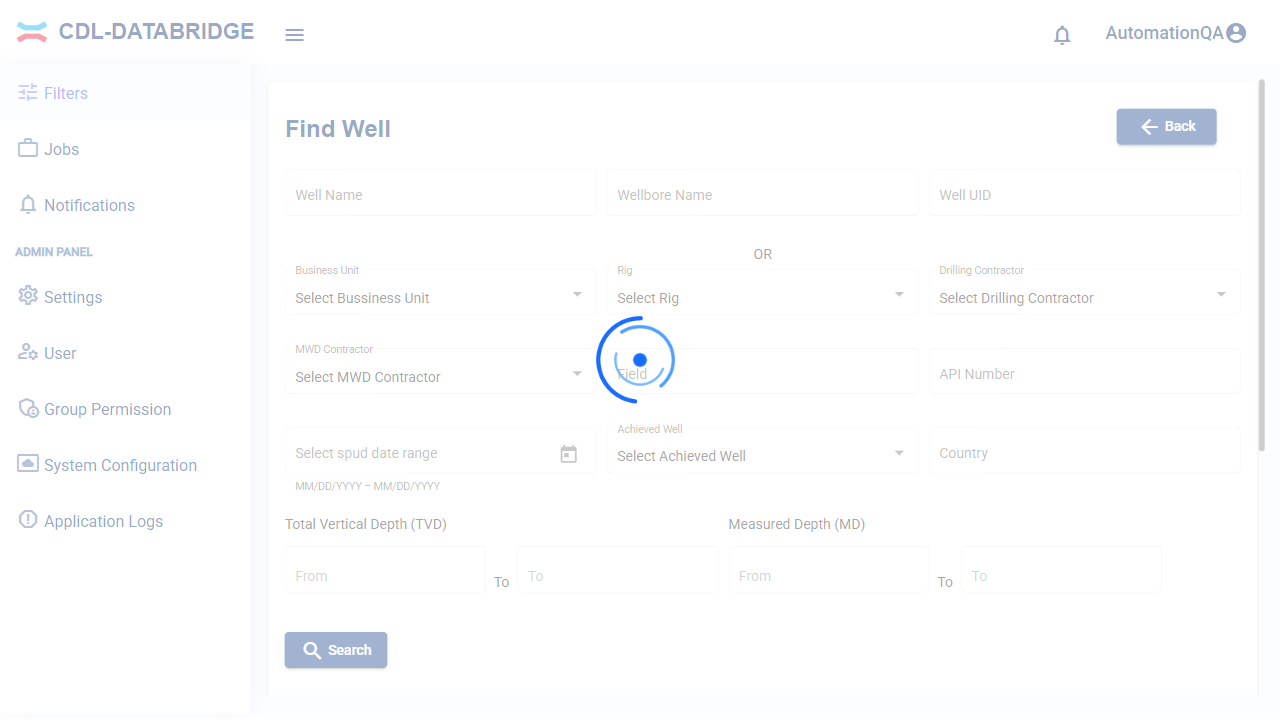 CDL-DATABRIDGE
AutomationQA
Filters
Jobs
Notifications
ADMIN PANEL
Settings
User
Group Permission
System Configuration
Application Logs
Find Well
Back
Well Name
Wellbore Name
Well UID
OR
Business Unit
Rig
Drilling Contractor
Select Bussiness Unit
Select Rig
Select Drilling Contractor
MWD Contractor
Select MWD Contractor
Field
API Number
Achieved Well
Select spud date range
Select Achieved Well
Country
MM/DD/YYYY – MM/DD/YYYY
Total Vertical Depth (TVD)
Measured Depth (MD)
From
To
To
From
To
To
Search